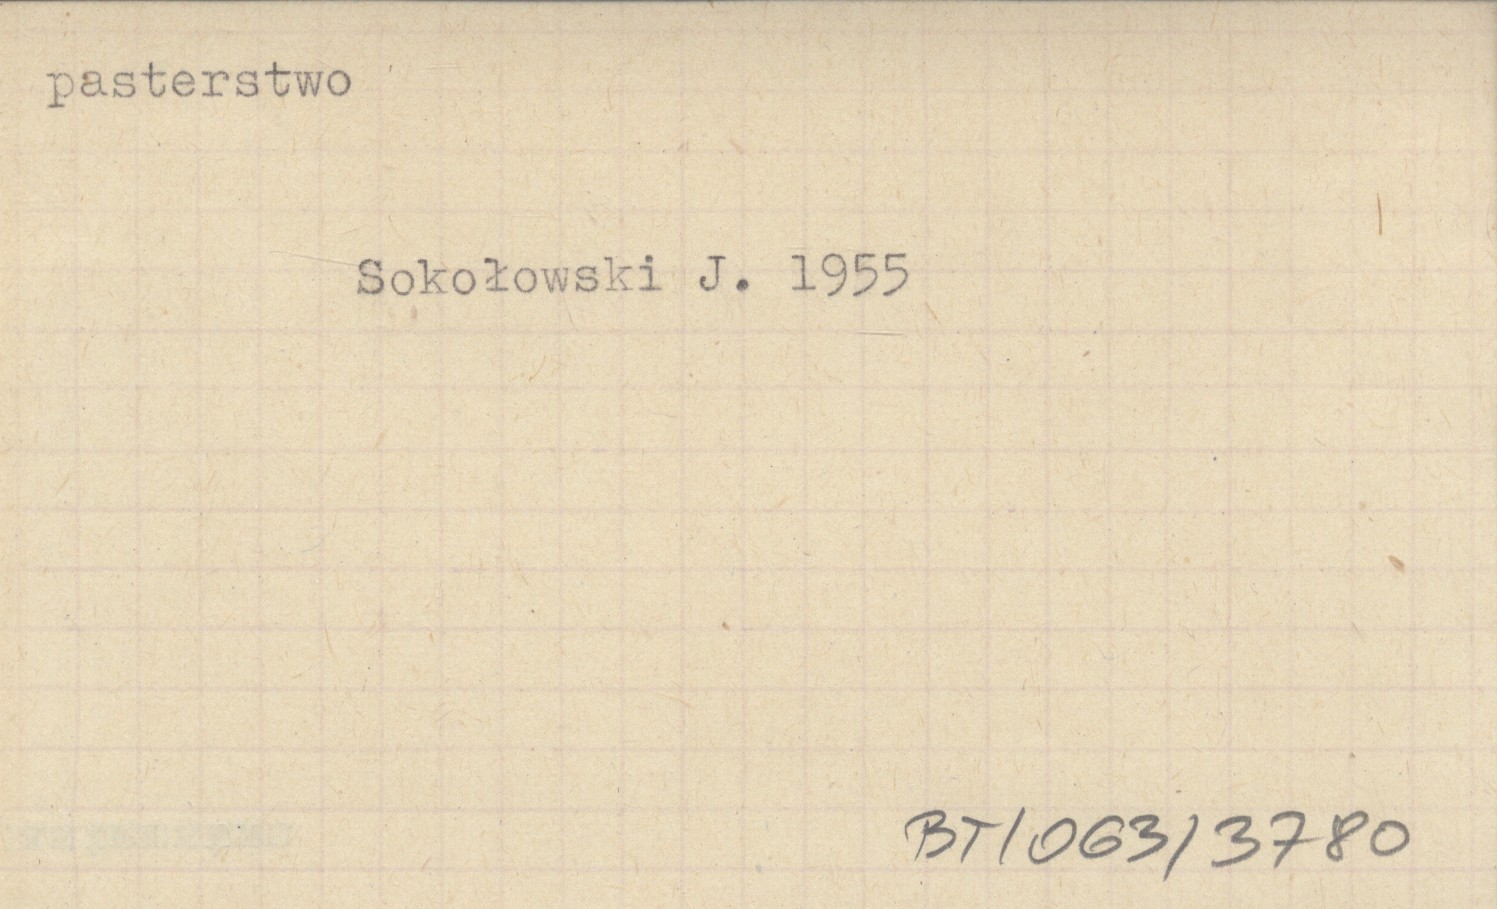 pasterstwo
Sokołowski J. 1955
BT/063/3780